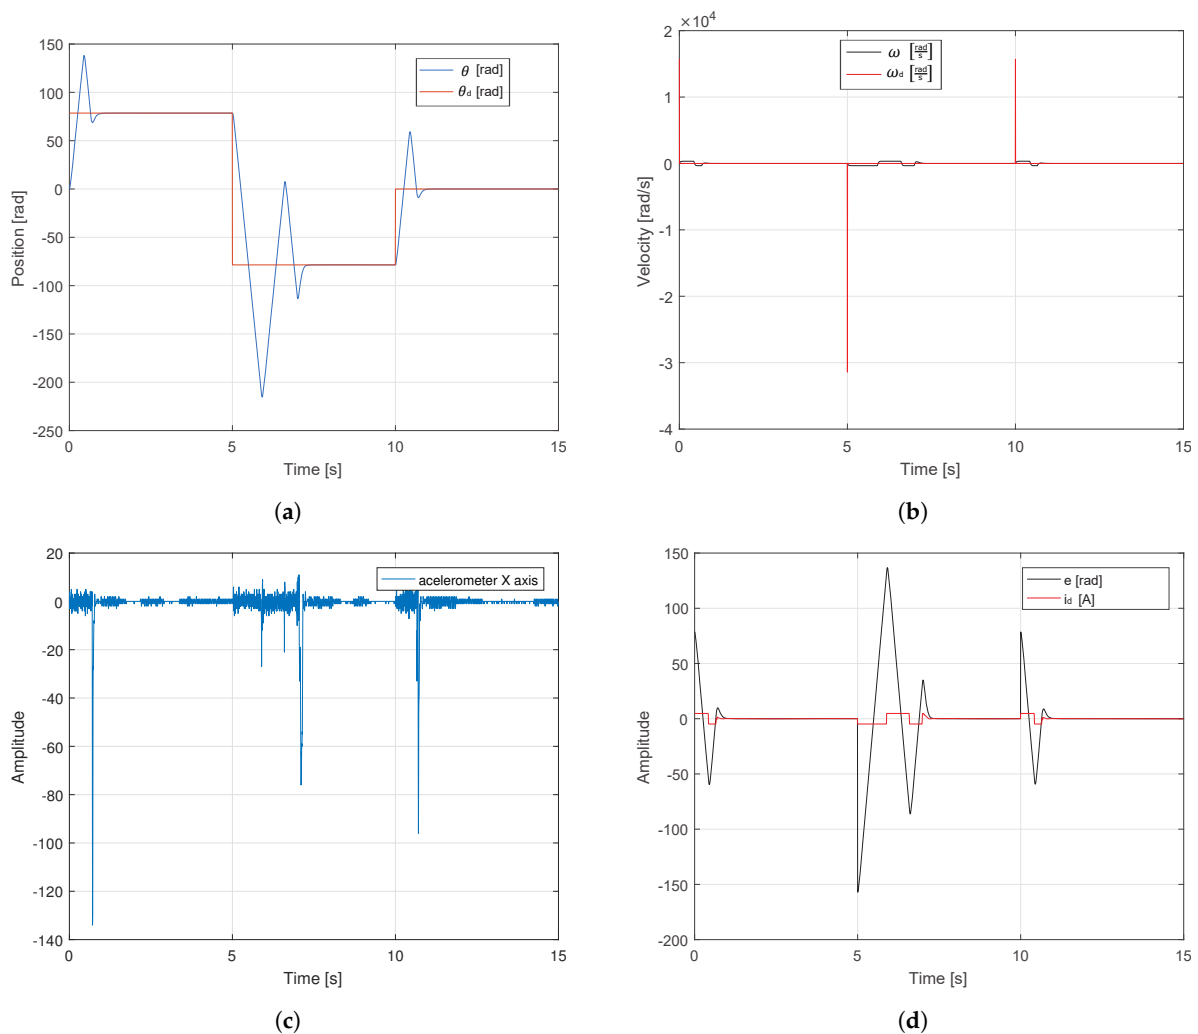 150
100
50
0
-50
-100
-150
-200
-250
Position [rad]
θ [rad]
θd [rad]
0 5 10 15
Time [s]
(a)
×10⁴
2
1
0
-1
-2
-3
-4
Velocity [rad/s]
ω [rad/s]
ωd [rad/s]
0 5 10 15
Time [s]
(b)
20
0
-20
-40
-60
-80
-100
-120
-140
Amplitude
acelerometer X axis
0 5 10 15
Time [s]
(c)
150
100
50
0
-50
-100
-150
-200
Amplitude
e [rad]
id [A]
0 5 10 15
Time [s]
(d)